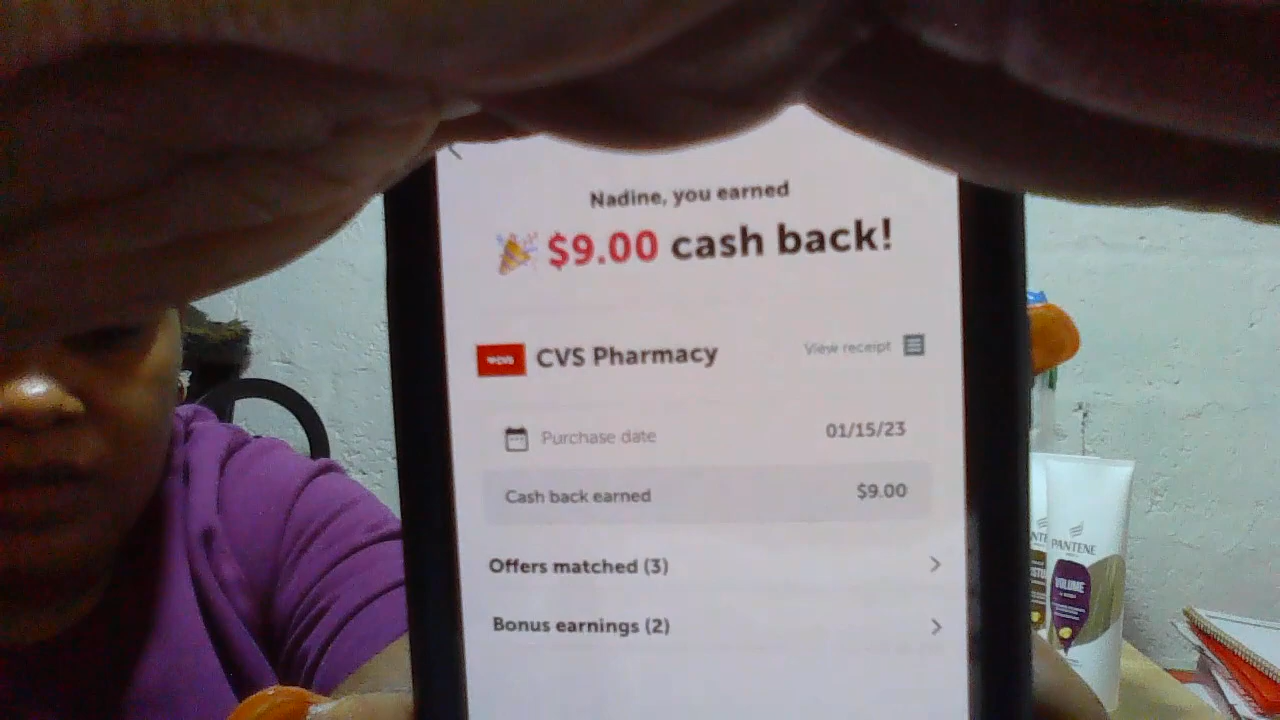 Nadine, you earned
$9.00 cash back!
CVS
CVS Pharmacy
View receipt
Purchase date
01/15/23
Cash back earned
$9.00
Offers matched (3)
Bonus earnings (2)
PANTENE
VOLUME